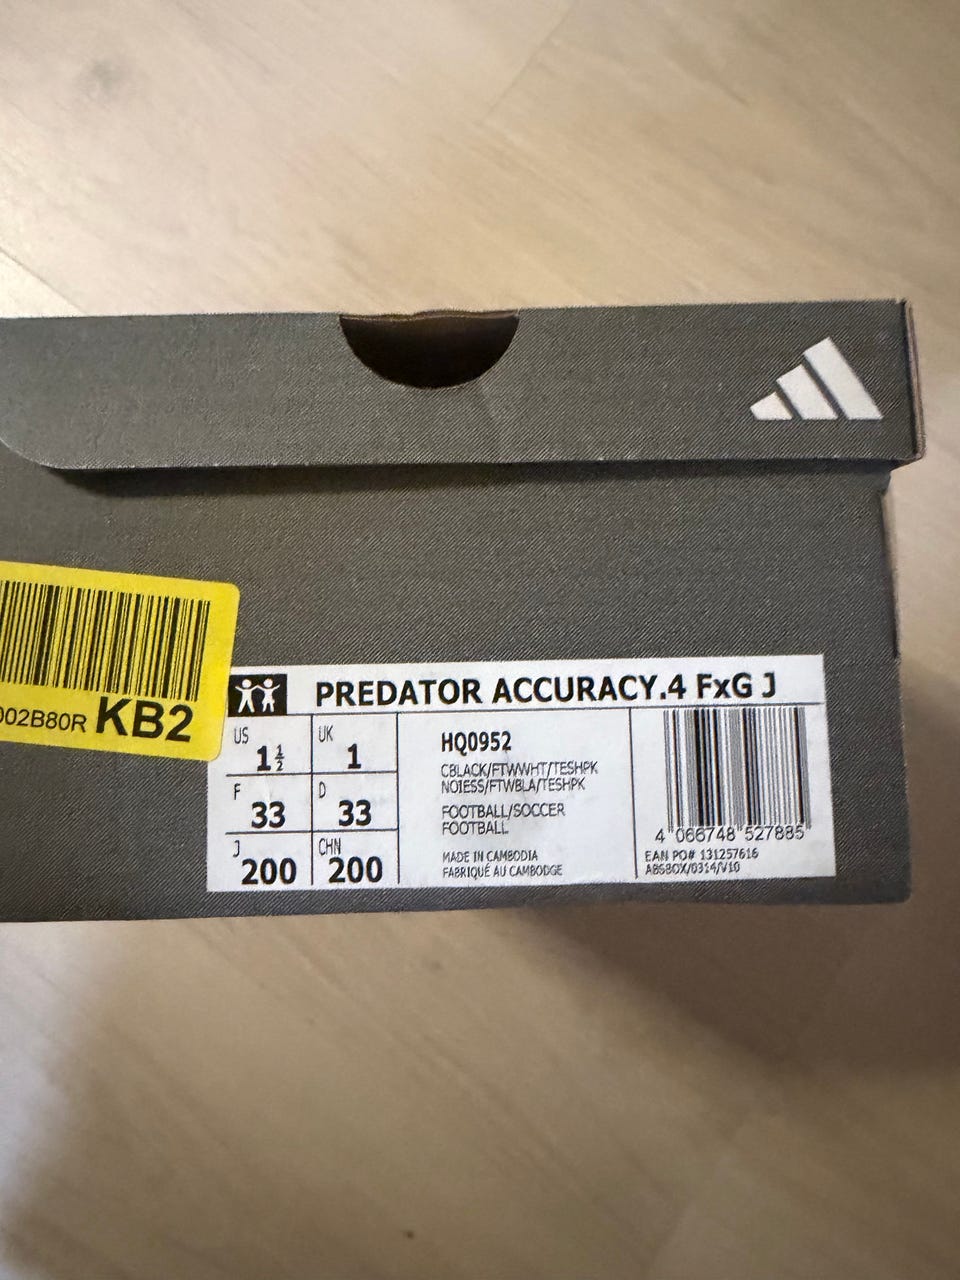 002B80R KB2
PREDATOR ACCURACY.4 FxG J
US 1½
UK 1
F 33
D 33
J 200
CHN 200
HQ0952
CBLACK/FTWWHT/TESHPK
NOIESS/FTWBLA/TESHPK
FOOTBALL/SOCCER
FOOTBALL
MADE IN CAMBODIA
FABRIQUÉ AU CAMBODGE
4 066748 527885
EAN PO# 131257616
ABSBOX/0314/V10